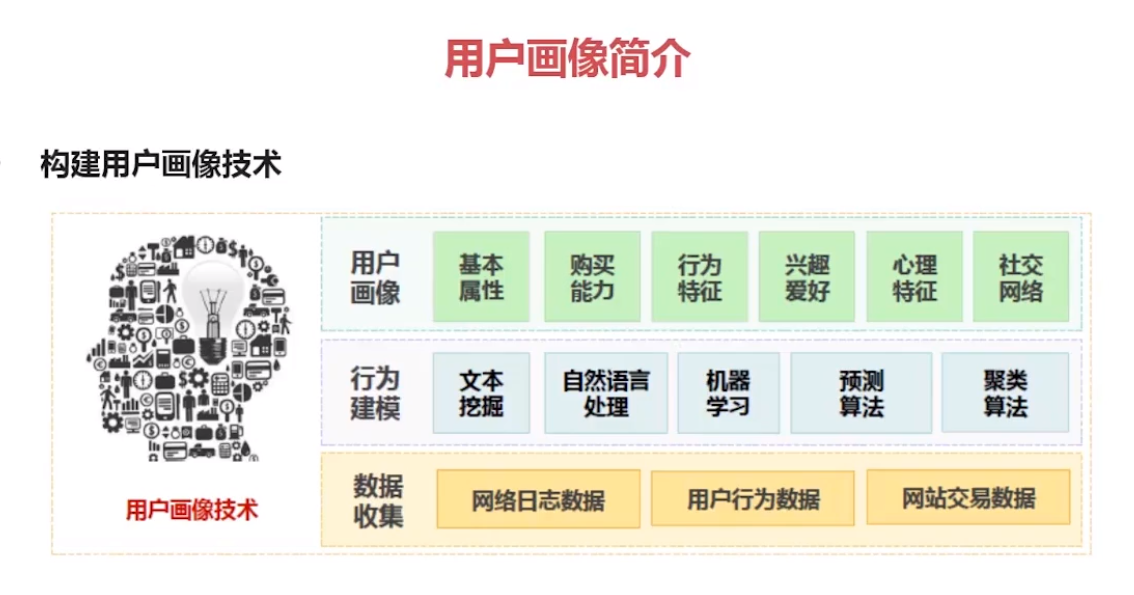 用户画像简介
构建用户画像技术
用户
画像
基本
属性
购买
能力
行为
特征
兴趣
爱好
心理
特征
社交
网络
行为
建模
文本
挖掘
自然语言
处理
机器
学习
预测
算法
聚类
算法
数据
收集
网络日志数据
用户行为数据
网站交易数据
用户画像技术